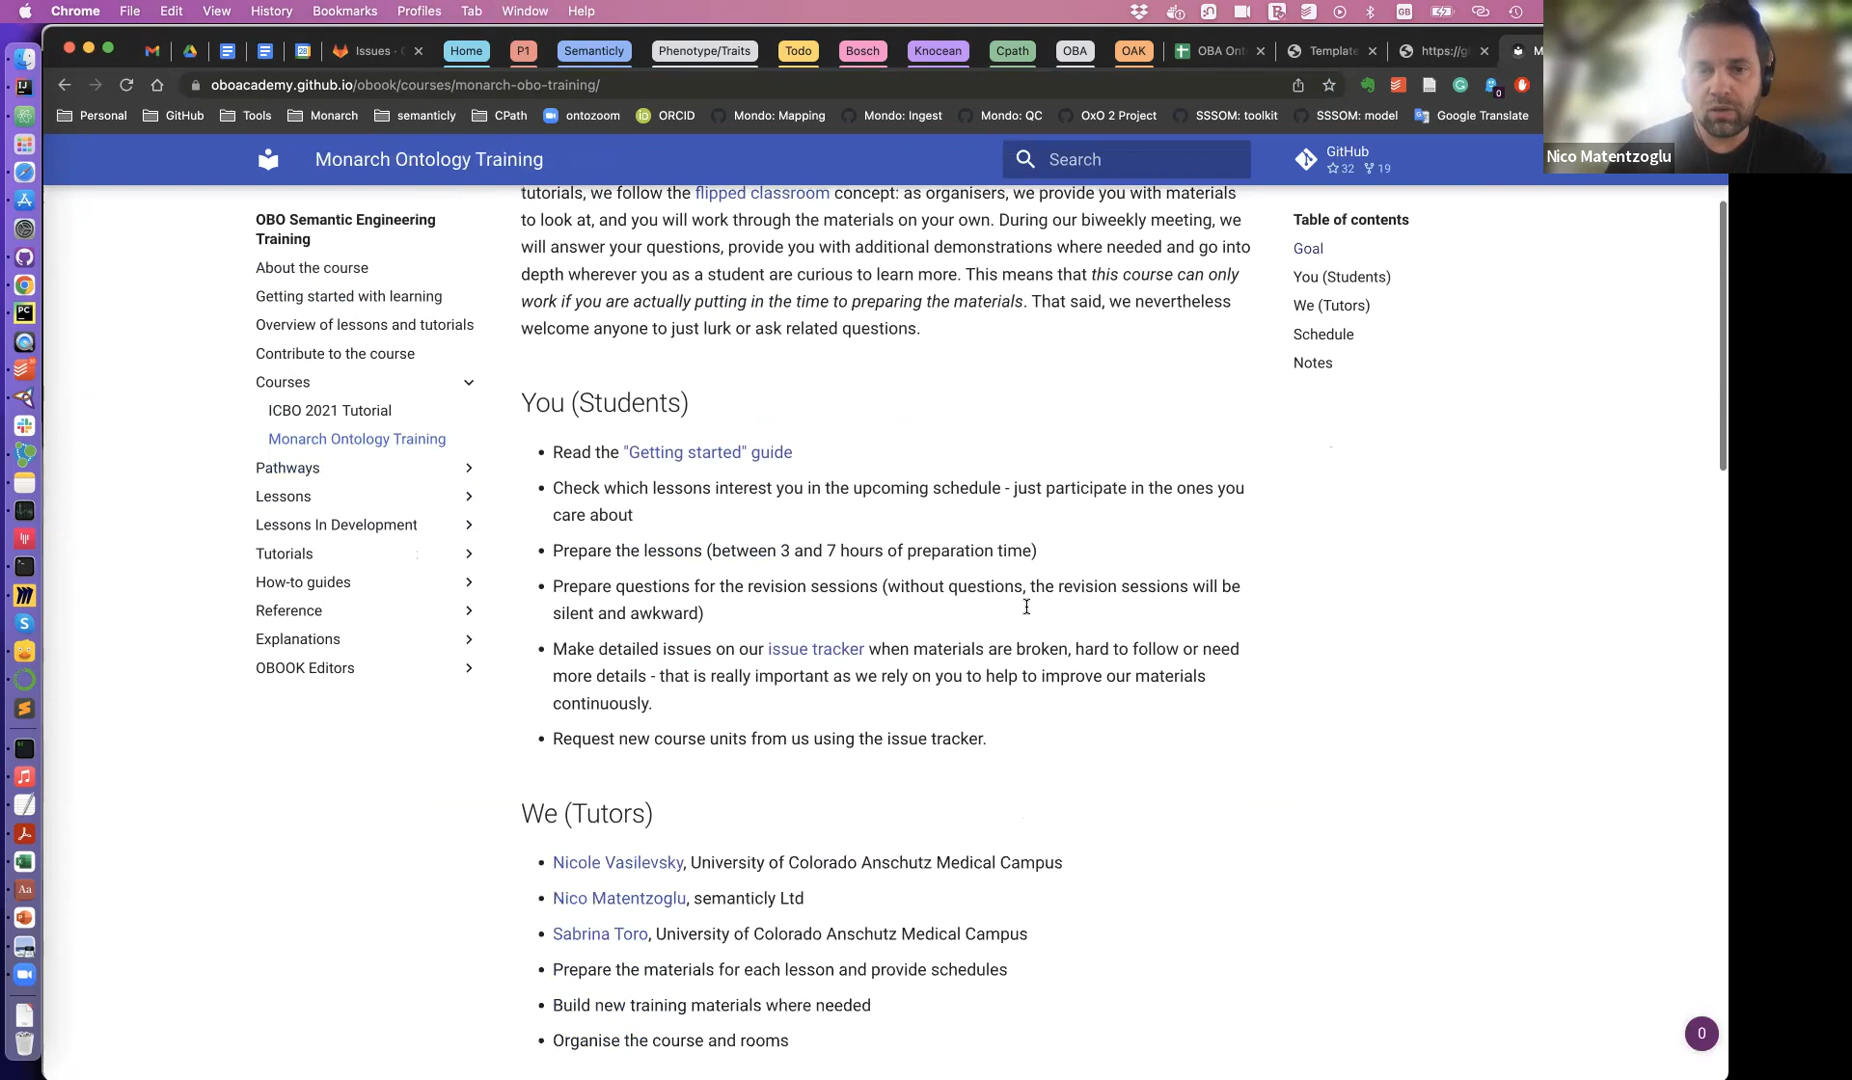 Chrome File Edit View History Bookmarks Profiles Tab Window Help
Issues · Home P1 Semanticly Phenotype/Traits Todo Bosch Knocean Cpath OBA OAK OBA Ont Template https://gi M
oboacademy.github.io/obook/courses/monarch-obo-training/
Personal GitHub Tools Monarch semanticly CPath ontozoom ORCID Mondo: Mapping Mondo: Ingest Mondo: QC OxO 2 Project SSSOM: toolkit SSSOM: model Google Translate
Nico Matentzoglu
Monarch Ontology Training
Search
GitHub
32 19
OBO Semantic Engineering
Training
About the course
Getting started with learning
Overview of lessons and tutorials
Contribute to the course
Courses
ICBO 2021 Tutorial
Monarch Ontology Training
Pathways
Lessons
Lessons In Development
Tutorials
How-to guides
Reference
Explanations
OBOOK Editors
tutorials, we follow the flipped classroom concept: as organisers, we provide you with materials
to look at, and you will work through the materials on your own. During our biweekly meeting, we
will answer your questions, provide you with additional demonstrations where needed and go into
depth wherever you as a student are curious to learn more. This means that this course can only
work if you are actually putting in the time to preparing the materials. That said, we nevertheless
welcome anyone to just lurk or ask related questions.
You (Students)
• Read the "Getting started" guide
• Check which lessons interest you in the upcoming schedule - just participate in the ones you
care about
• Prepare the lessons (between 3 and 7 hours of preparation time)
• Prepare questions for the revision sessions (without questions, the revision sessions will be
silent and awkward)
• Make detailed issues on our issue tracker when materials are broken, hard to follow or need
more details - that is really important as we rely on you to help to improve our materials
continuously.
• Request new course units from us using the issue tracker.
We (Tutors)
• Nicole Vasilevsky, University of Colorado Anschutz Medical Campus
• Nico Matentzoglu, semanticly Ltd
• Sabrina Toro, University of Colorado Anschutz Medical Campus
• Prepare the materials for each lesson and provide schedules
• Build new training materials where needed
• Organise the course and rooms
Table of contents
Goal
You (Students)
We (Tutors)
Schedule
Notes
0